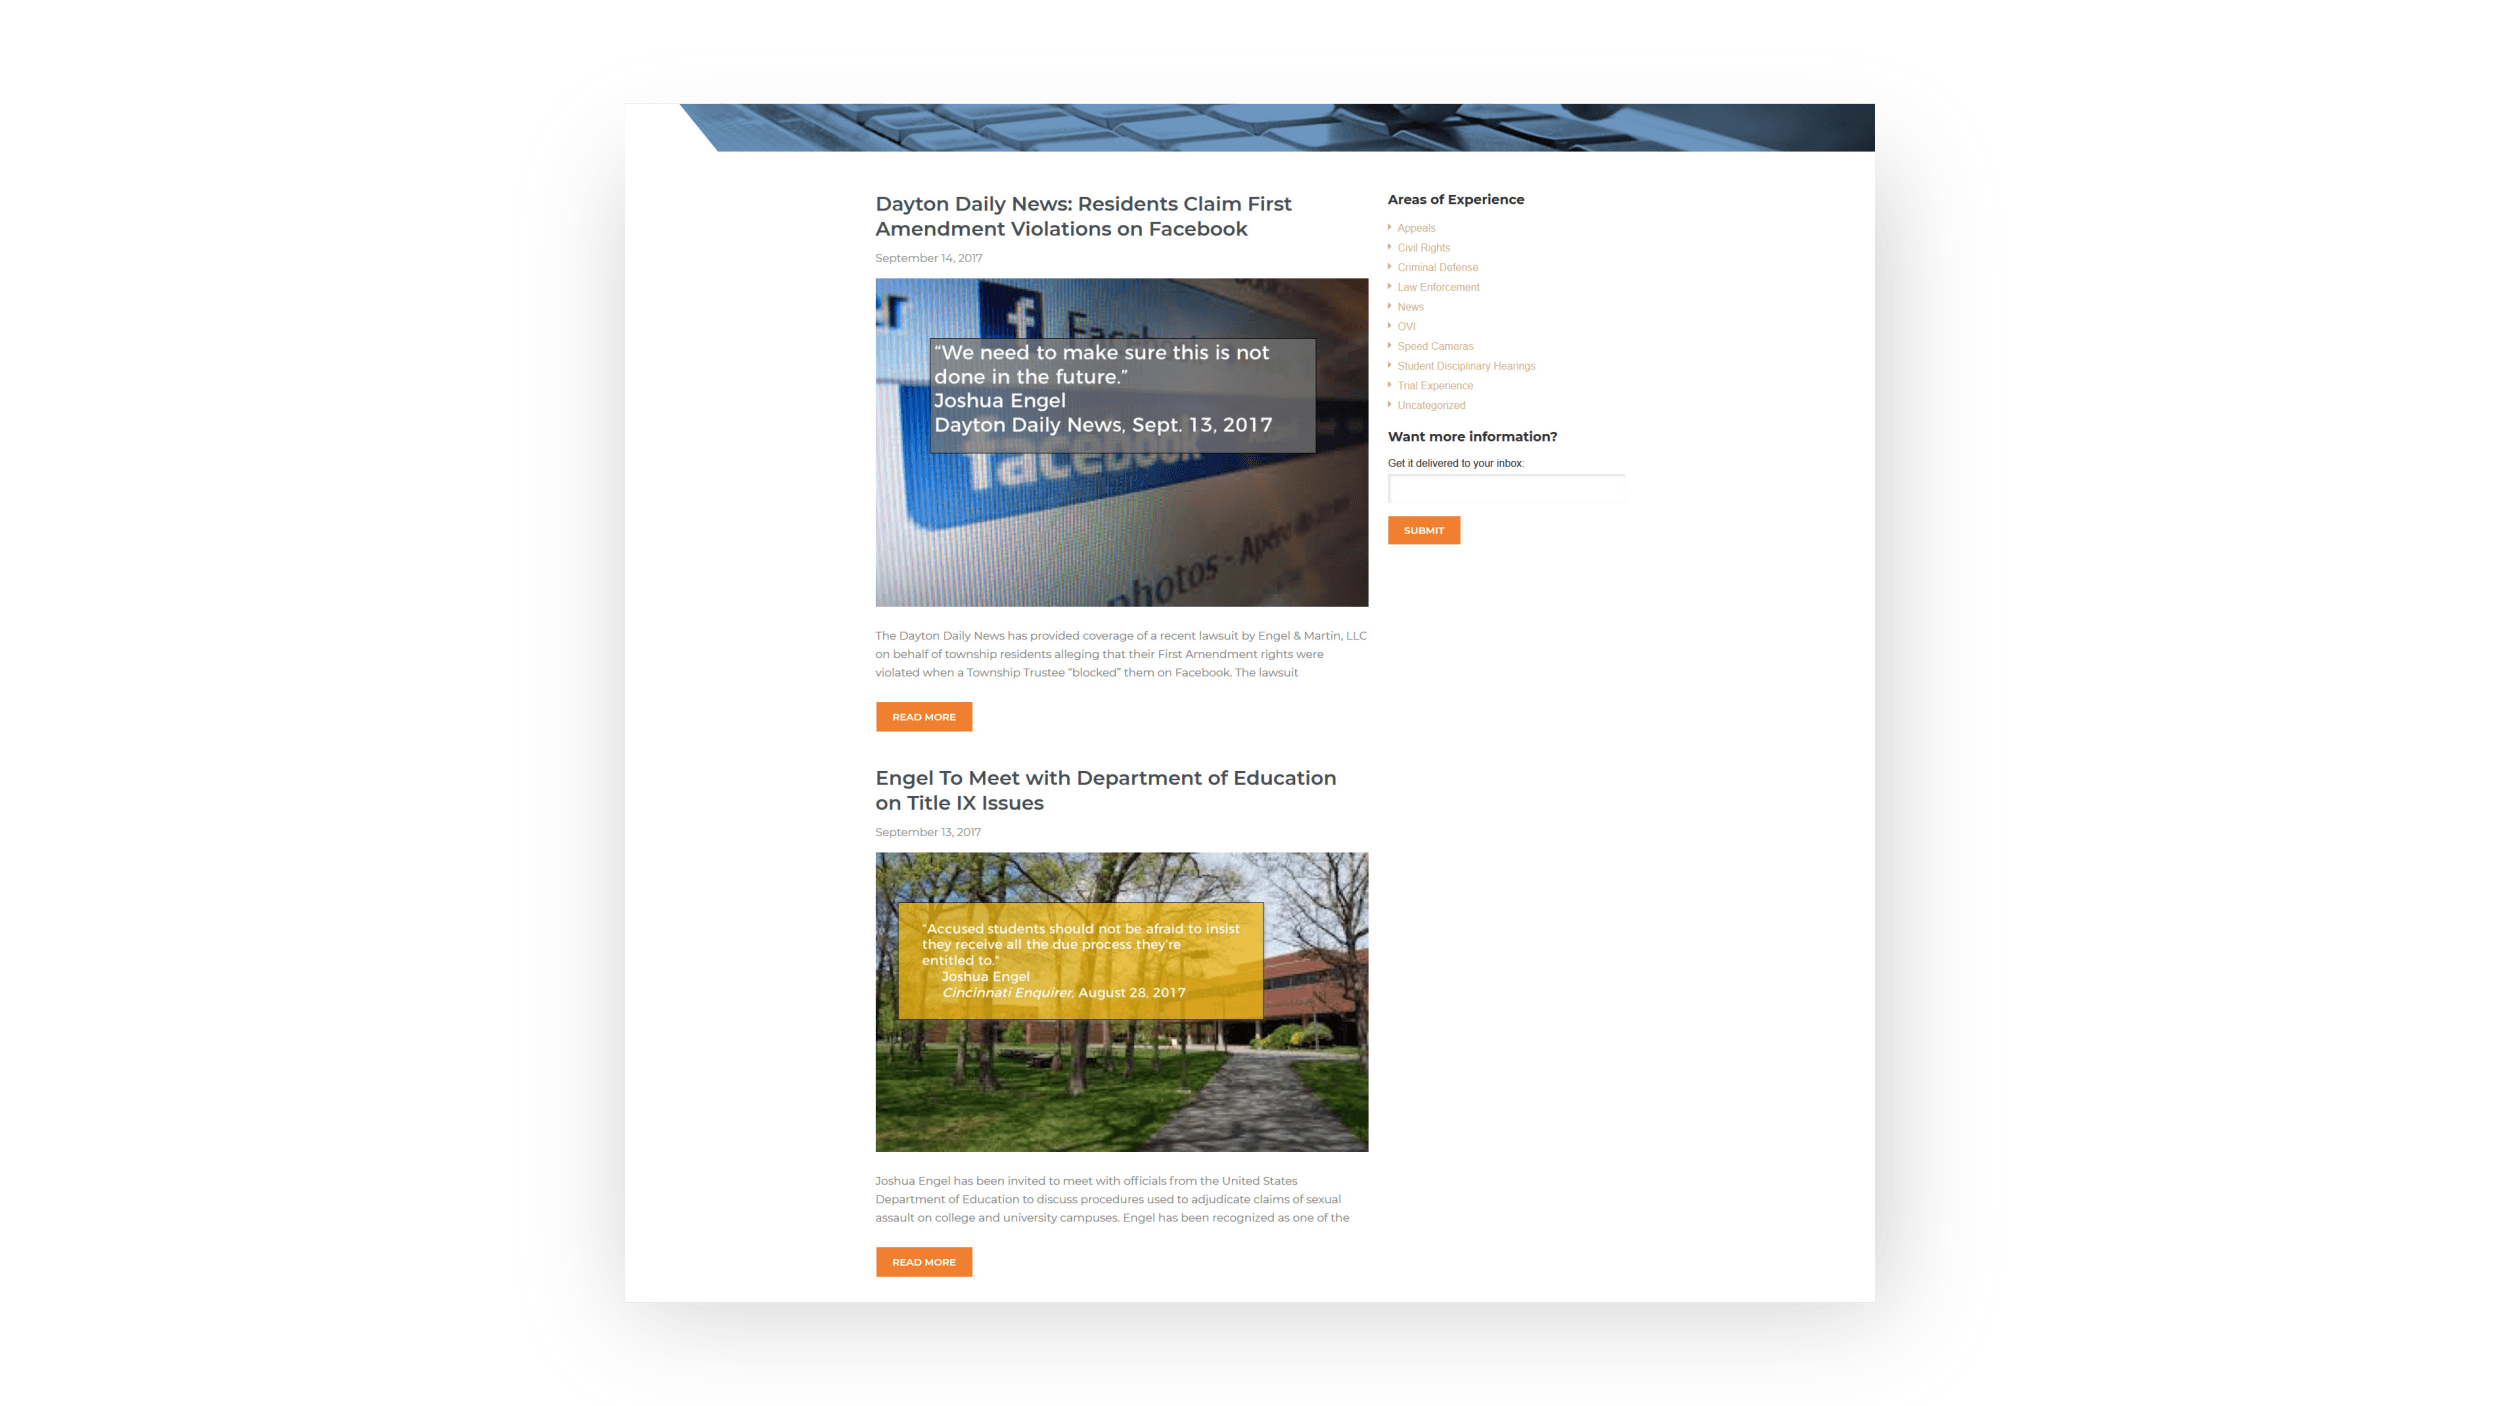 Dayton Daily News: Residents Claim First
Amendment Violations on Facebook
September 14, 2017
er
f Facebook
“We need to make sure this is not
done in the future.”
Joshua Engel
Dayton Daily News, Sept. 13, 2017
facebook
photos - Apéro
The Dayton Daily News has provided coverage of a recent lawsuit by Engel & Martin, LLC
on behalf of township residents alleging that their First Amendment rights were
violated when a Township Trustee “blocked” them on Facebook. The lawsuit
READ MORE
Engel To Meet with Department of Education
on Title IX Issues
September 13, 2017
"Accused students should not be afraid to insist
they receive all the due process they're
entitled to."
Joshua Engel
Cincinnati Enquirer, August 28, 2017
Joshua Engel has been invited to meet with officials from the United States
Department of Education to discuss procedures used to adjudicate claims of sexual
assault on college and university campuses. Engel has been recognized as one of the
READ MORE
Areas of Experience
Appeals
Civil Rights
Criminal Defense
Law Enforcement
News
OVI
Speed Cameras
Student Disciplinary Hearings
Trial Experience
Uncategorized
Want more information?
Get it delivered to your inbox:
SUBMIT